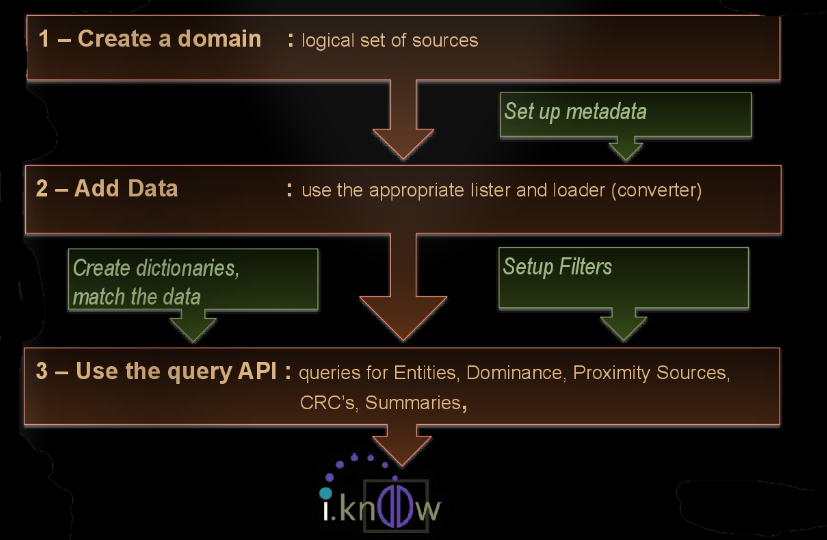 1 – Create a domain : logical set of sources
Set up metadata
2 – Add Data : use the appropriate lister and loader (converter)
Create dictionaries,
match the data
Setup Filters
3 – Use the query API : queries for Entities, Dominance, Proximity Sources,
CRC's, Summaries,
i.know